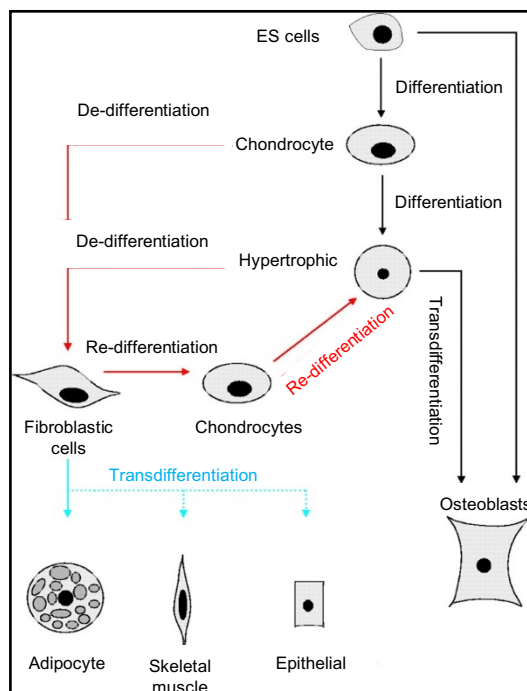 ES cells
Differentiation
De-differentiation
Chondrocyte
Differentiation
De-differentiation
Hypertrophic
Transdifferentiation
Re-differentiation
Re-differentiation
Fibroblastic
cells
Chondrocytes
Transdifferentiation
Osteoblasts
Adipocyte
Skeletal
muscle
Epithelial